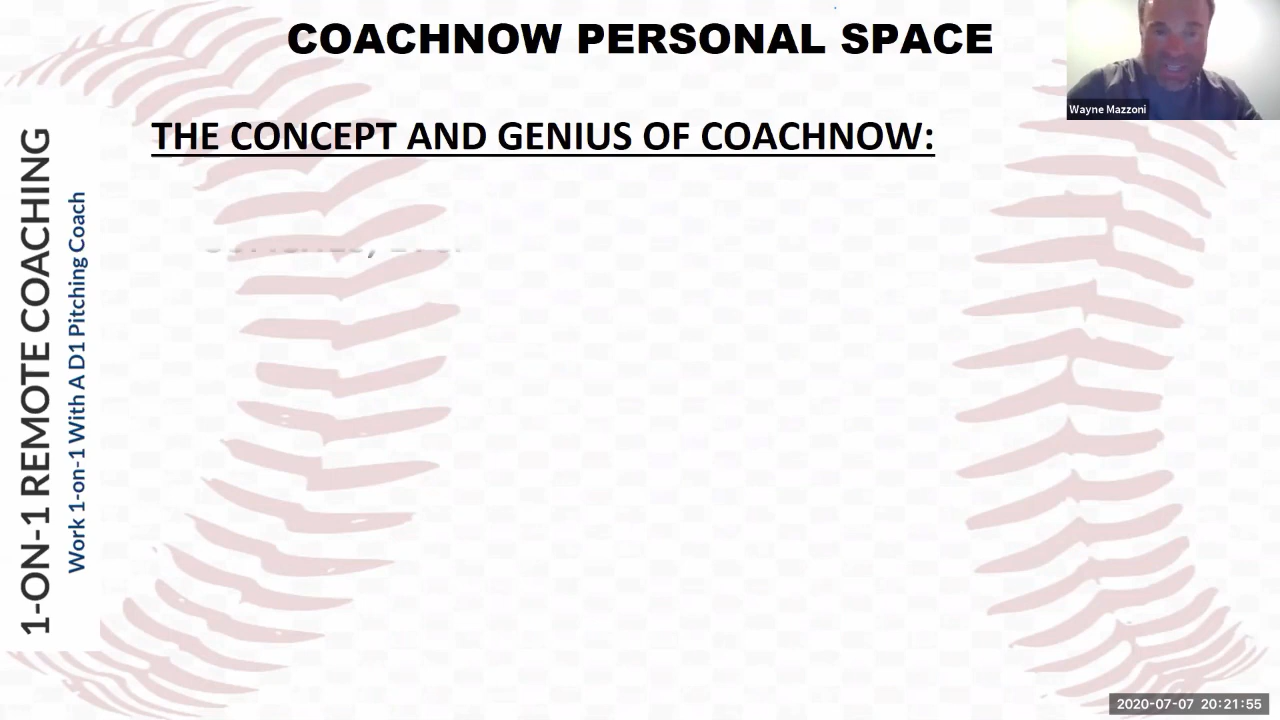 COACHNOW PERSONAL SPACE
Wayne Mazzoni
THE CONCEPT AND GENIUS OF COACHNOW:
1-ON-1 REMOTE COACHING
Work 1-on-1 With A D1 Pitching Coach
2020-07-07 20:21:55